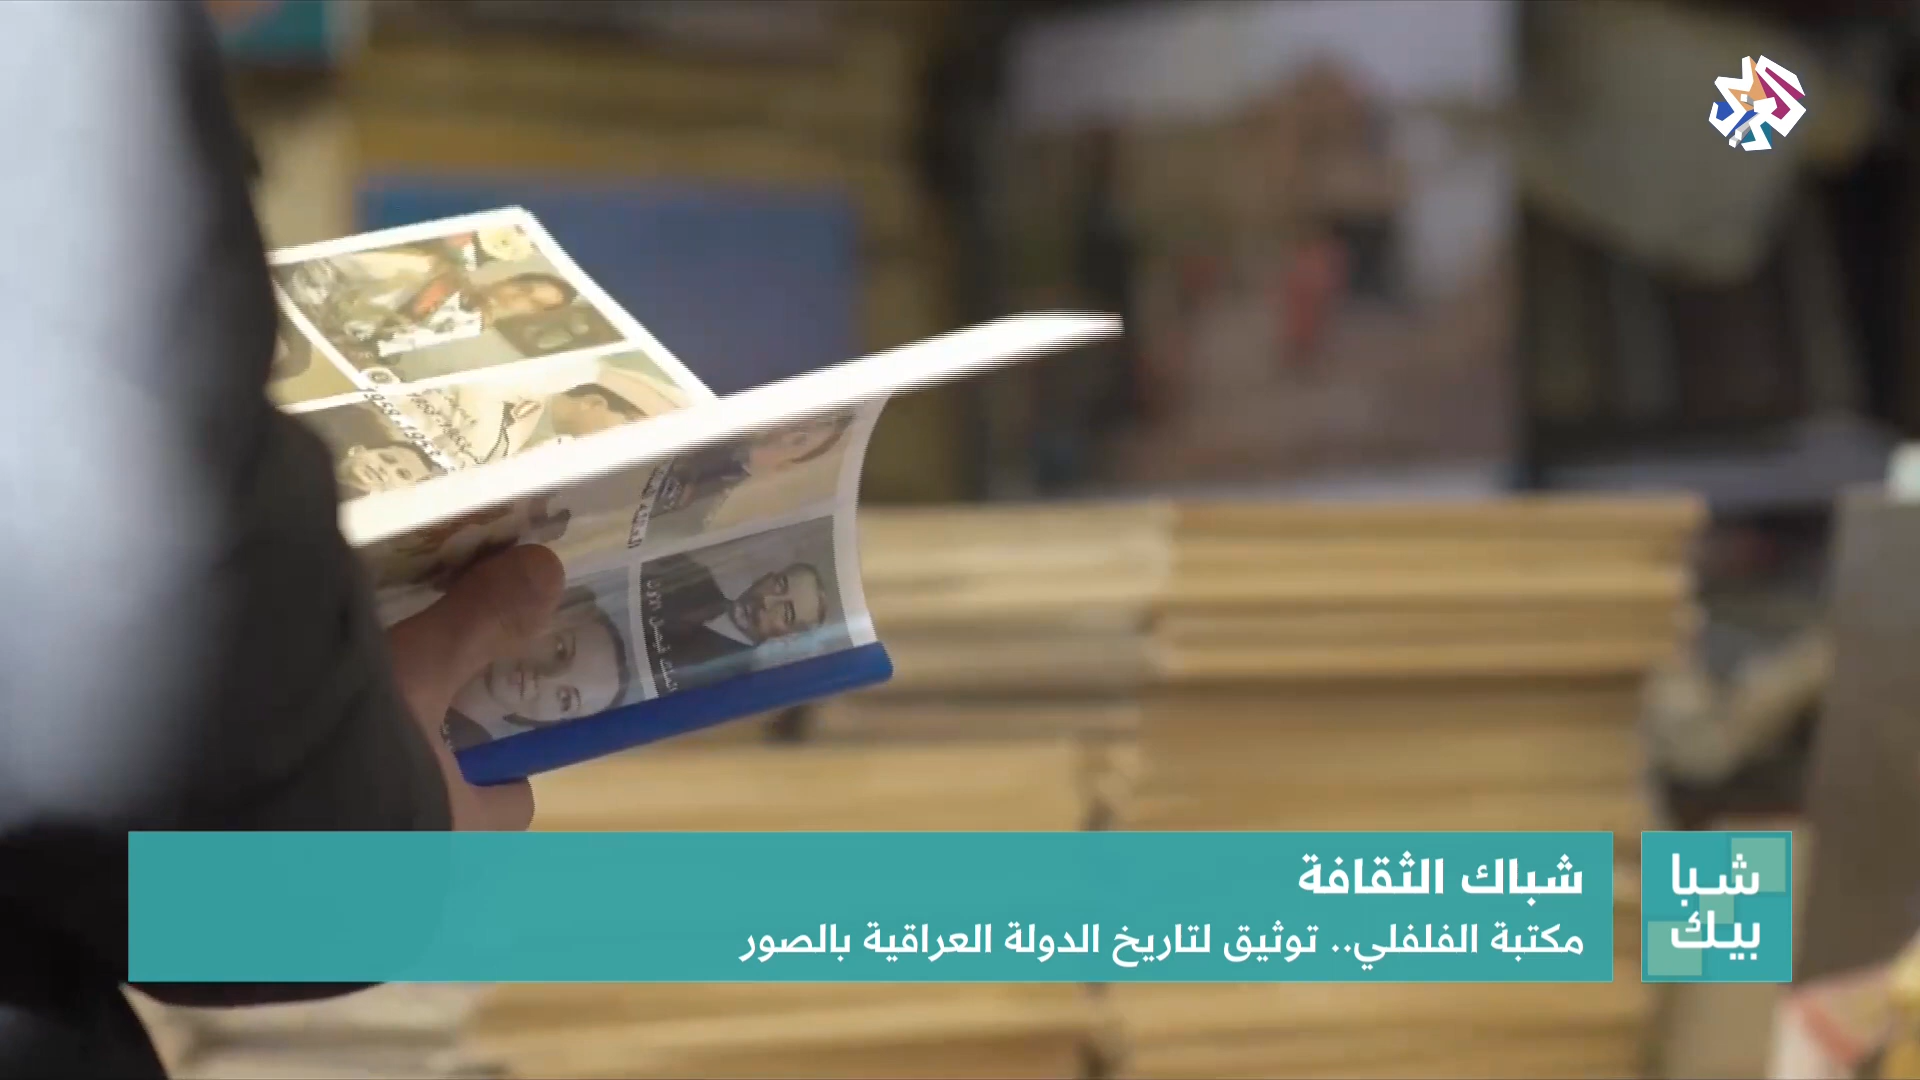 شباك الثقافة
مكتبة الفلفلي.. توثيق لتاريخ الدولة العراقية بالصور
شبا
بيك